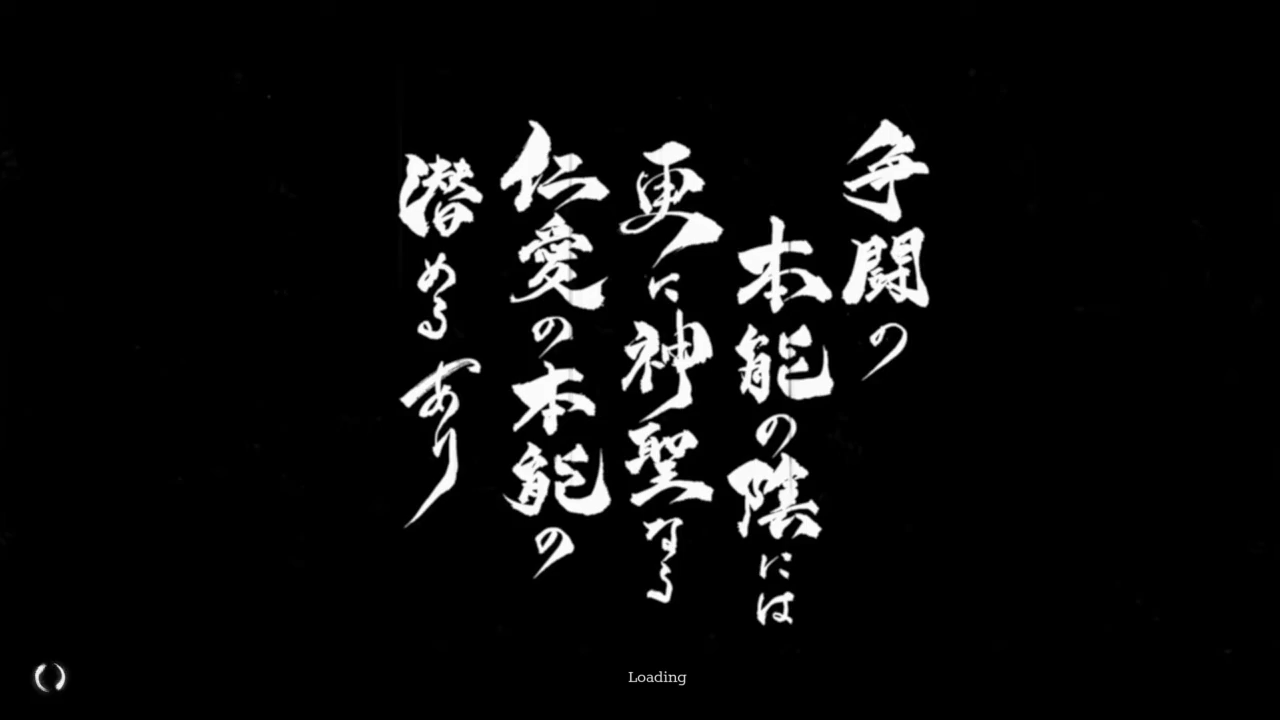 争闘の
本能の陰には
更に神聖なる
仁愛の本能の
潜めるあり
Loading